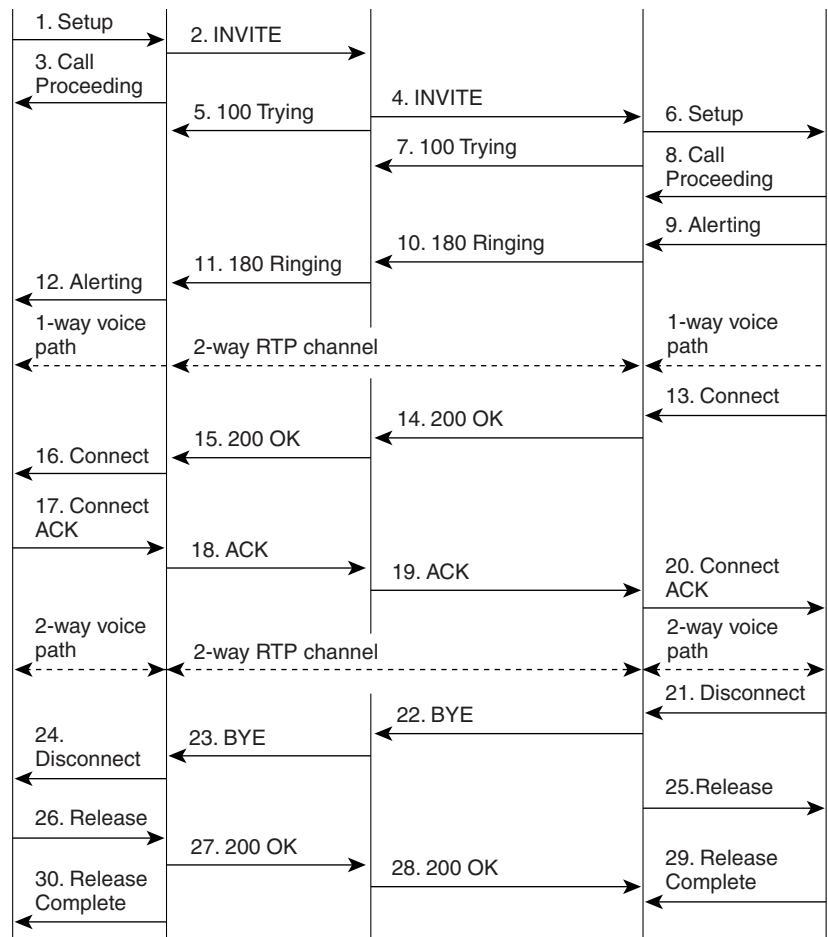 1. Setup
2. INVITE
3. Call
Proceeding
4. INVITE
5. 100 Trying
6. Setup
7. 100 Trying
8. Call
Proceeding
9. Alerting
10. 180 Ringing
11. 180 Ringing
12. Alerting
1-way voice
path
2-way RTP channel
1-way voice
path
13. Connect
14. 200 OK
15. 200 OK
16. Connect
17. Connect
ACK
18. ACK
19. ACK
20. Connect
ACK
2-way voice
path
2-way RTP channel
2-way voice
path
21. Disconnect
22. BYE
23. BYE
24.
Disconnect
25.Release
26. Release
27. 200 OK
28. 200 OK
29. Release
Complete
30. Release
Complete